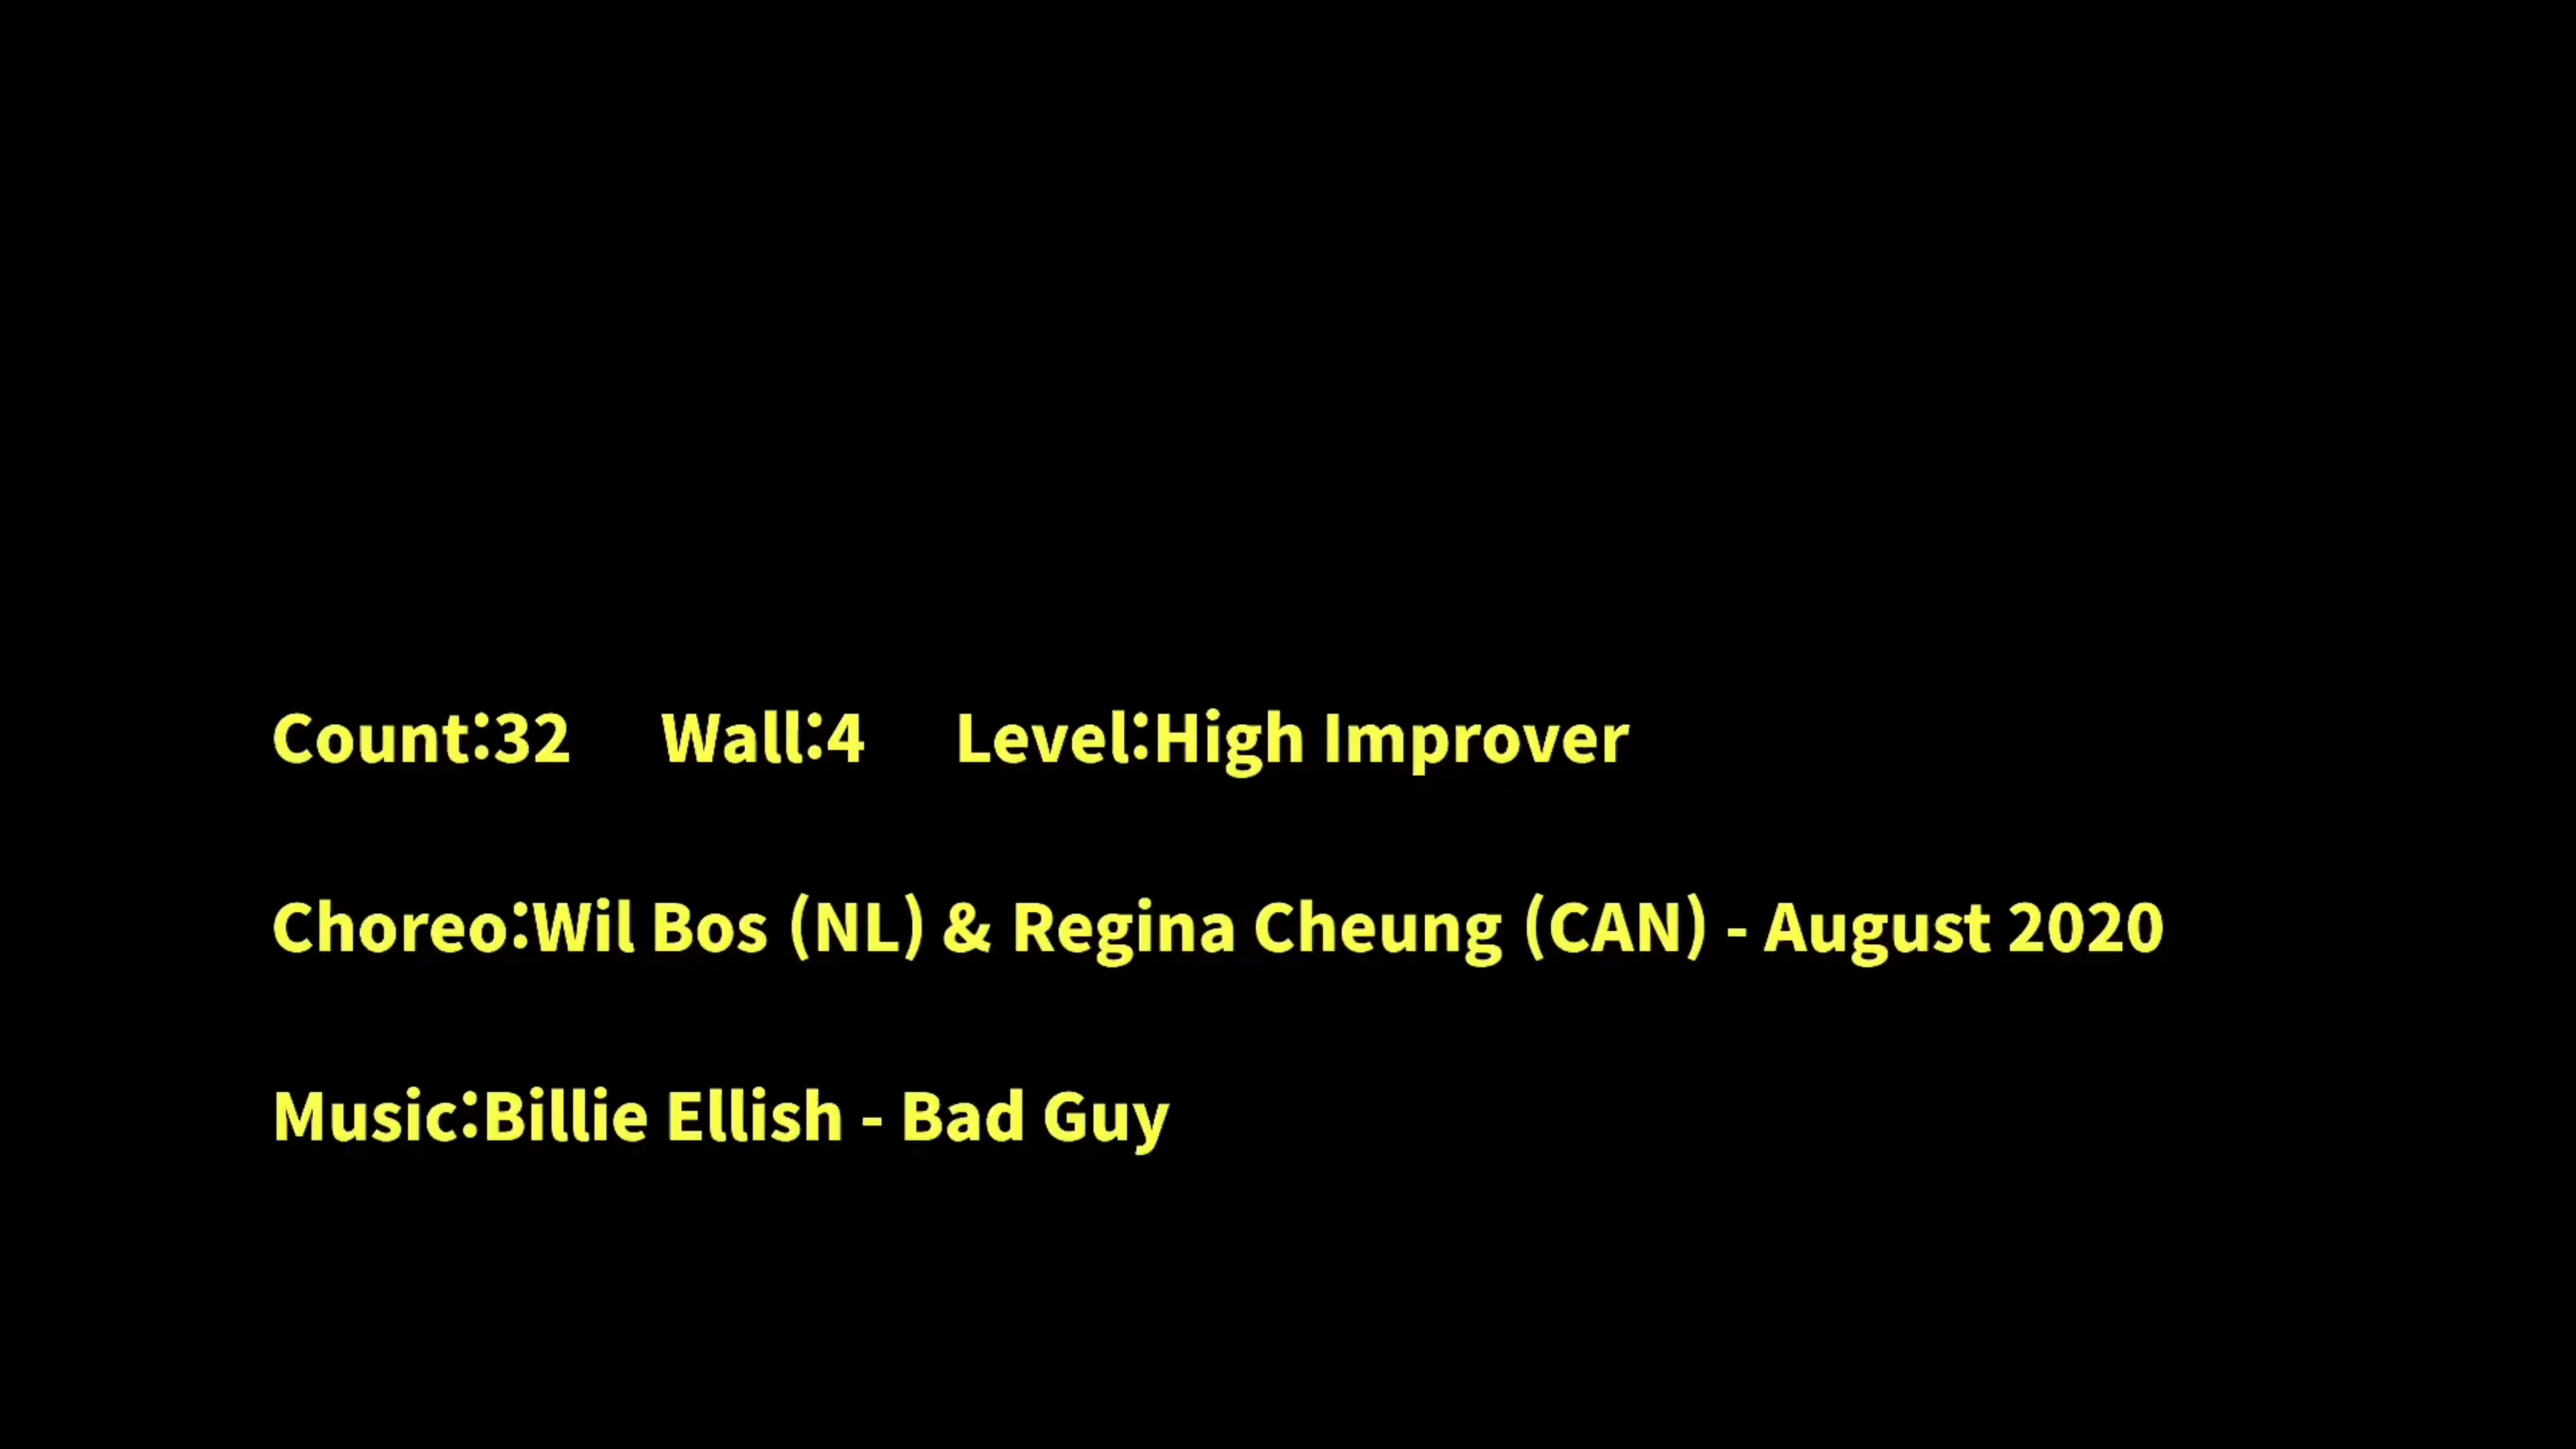 Count:32 Wall:4 Level:High Improver
Choreo:Wil Bos (NL) & Regina Cheung (CAN) - August 2020
Music:Billie Ellish - Bad Guy